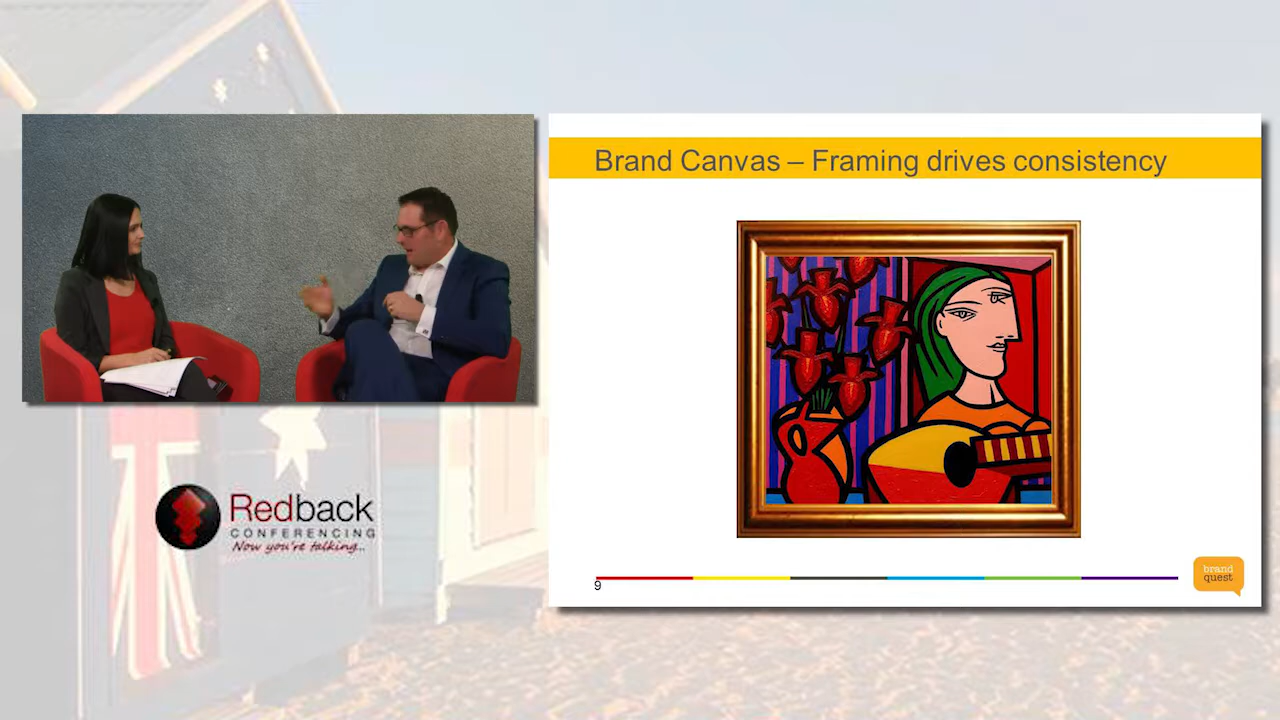 Brand Canvas – Framing drives consistency
Redback
CONFERENCING
Now you're talking...
9
brand
quest